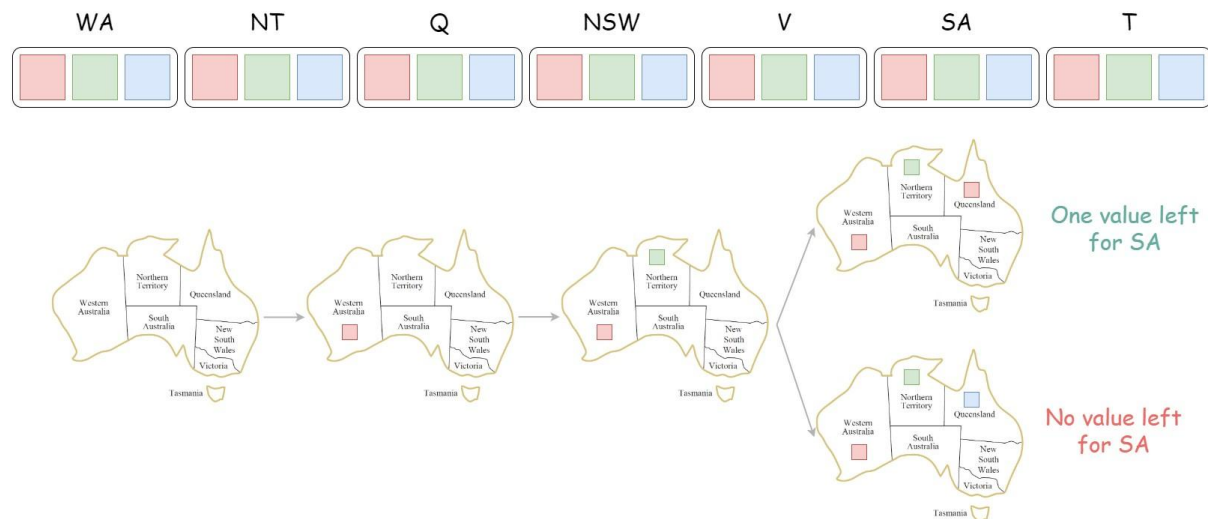 WA NT Q NSW V SA T
Western
Australia
Northern
Territory
South
Australia
Queensland
New
South
Wales
Victoria
Tasmania
Western
Australia
Northern
Territory
South
Australia
Queensland
New
South
Wales
Victoria
Tasmania
Western
Australia
Northern
Territory
South
Australia
Queensland
New
South
Wales
Victoria
Tasmania
Western
Australia
Northern
Territory
South
Australia
Queensland
New
South
Wales
Victoria
Tasmania
One value left
for SA
Western
Australia
Northern
Territory
South
Australia
Queensland
New
South
Wales
Victoria
Tasmania
No value left
for SA